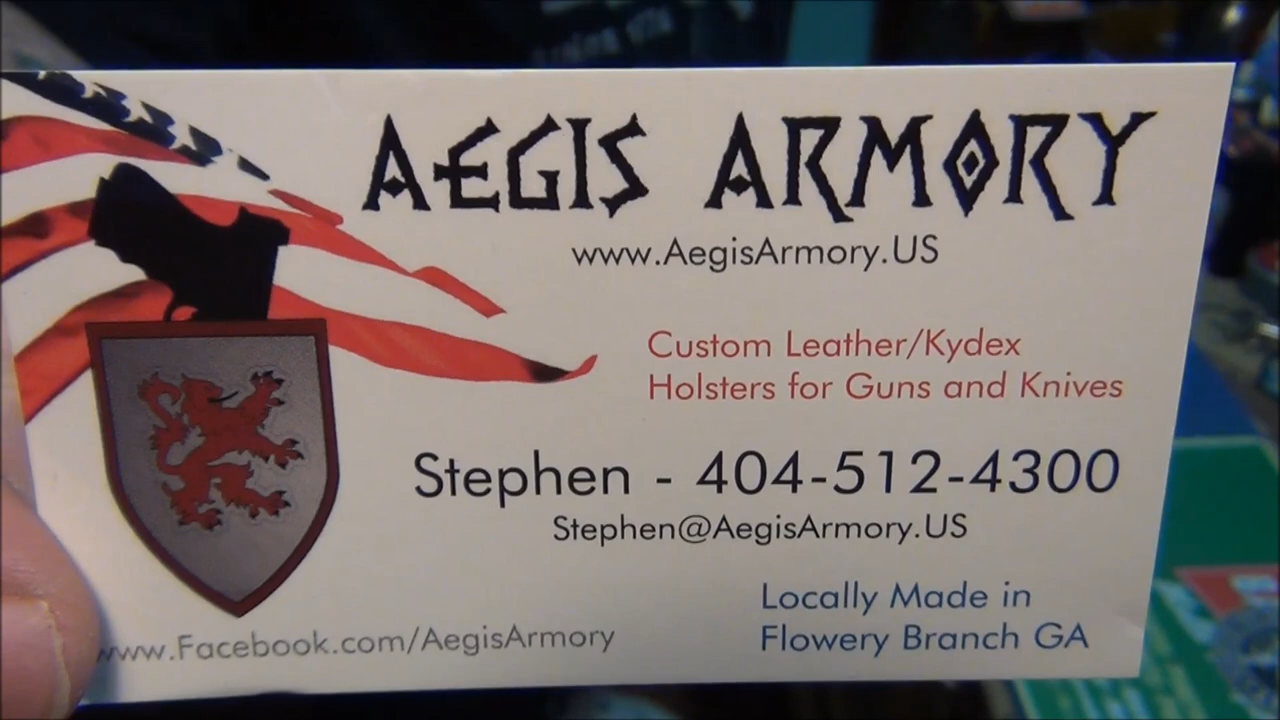 AEGIS ARMORY
www.AegisArmory.US
Custom Leather/Kydex
Holsters for Guns and Knives
Stephen - 404-512-4300
Stephen@AegisArmory.US
Locally Made in
Flowery Branch GA
www.Facebook.com/AegisArmory